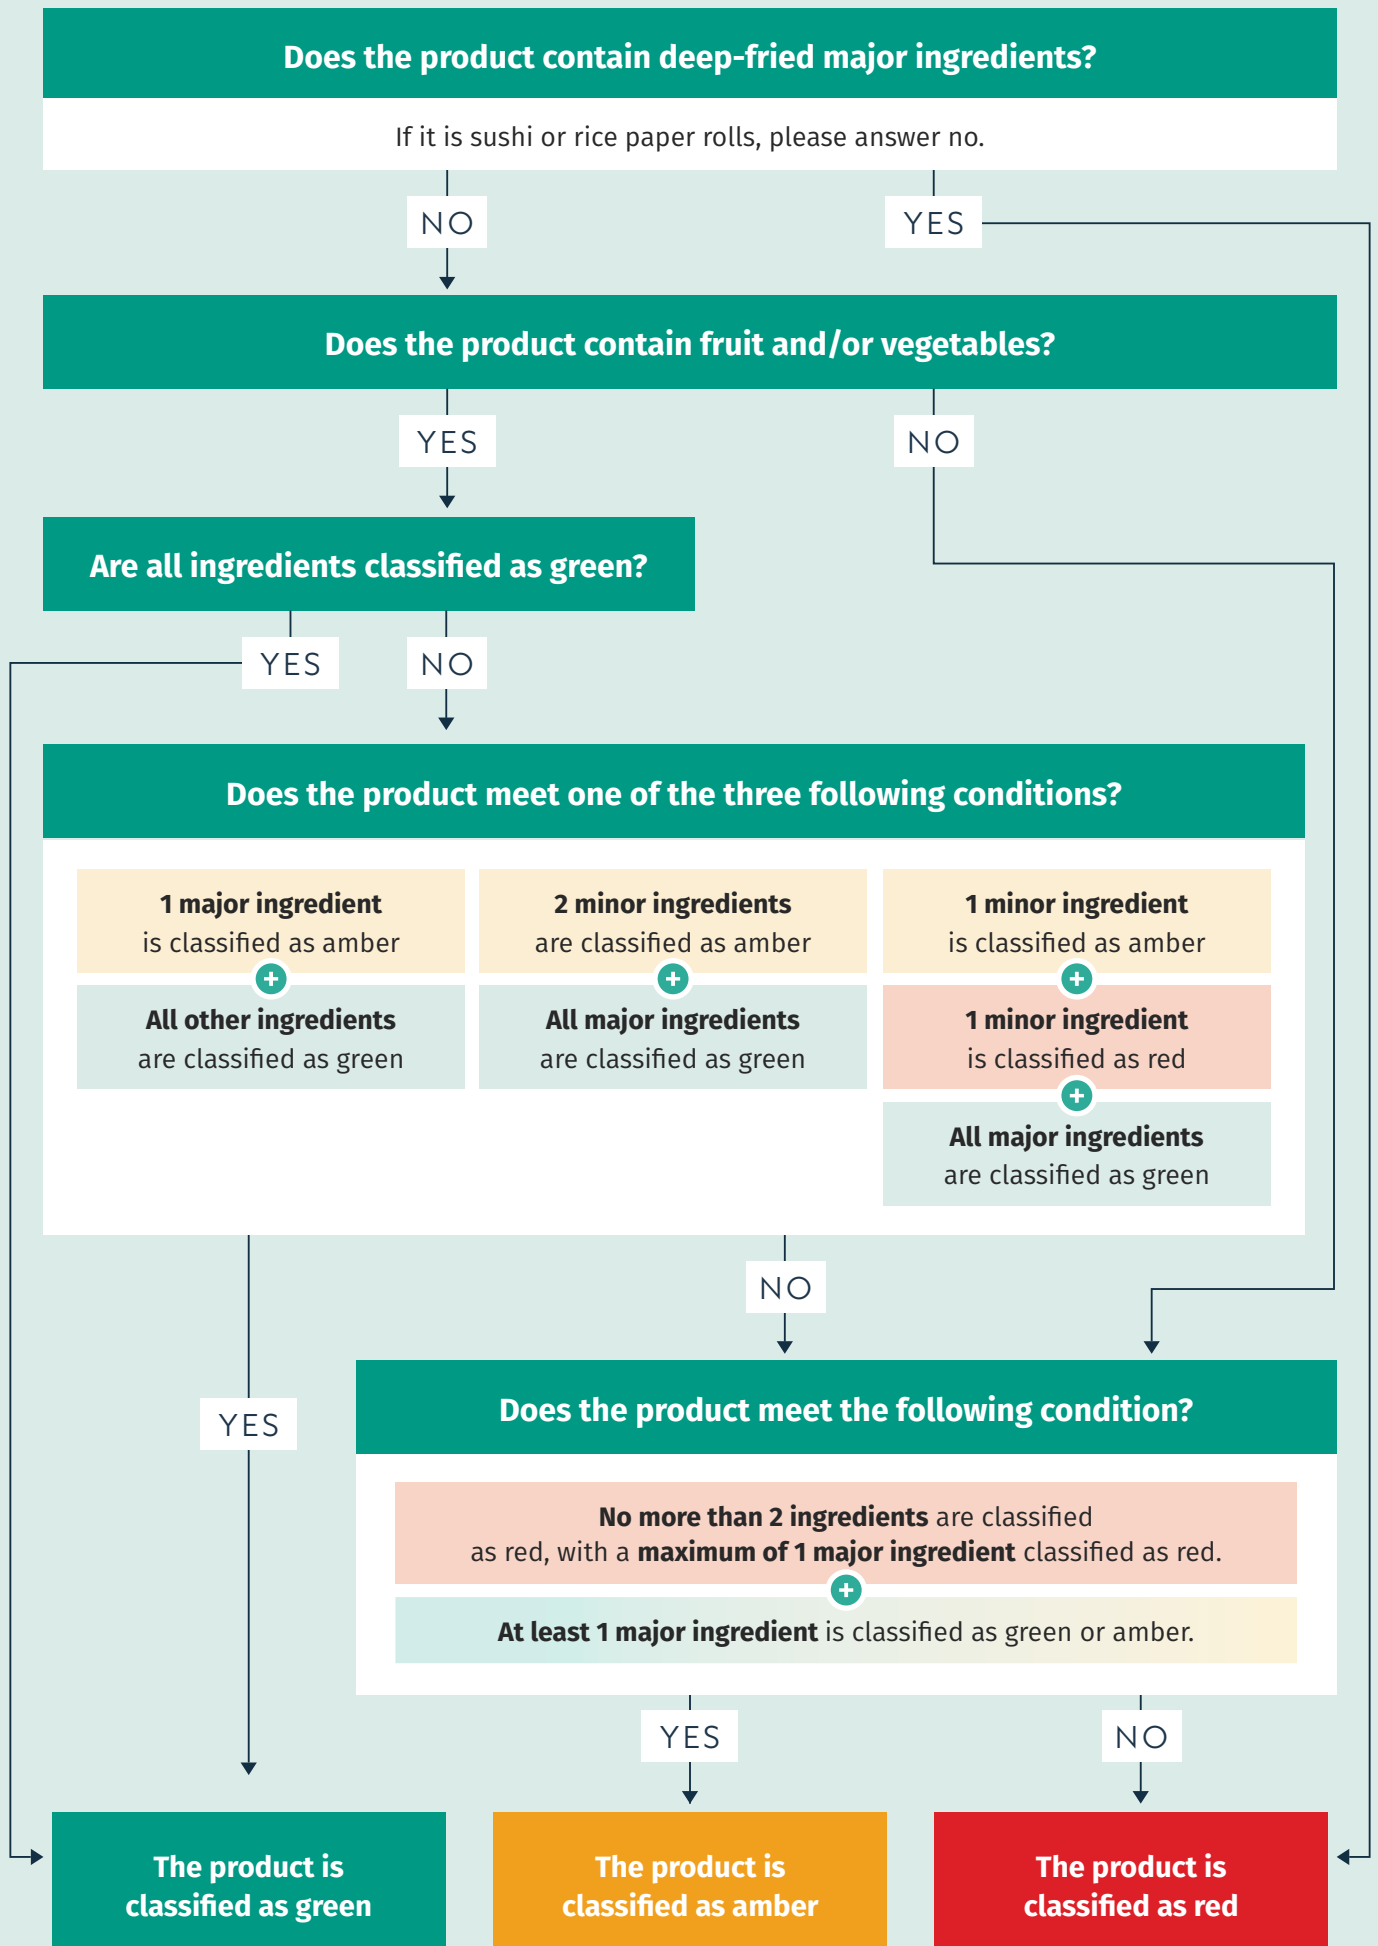 Does the product contain deep-fried major ingredients?
If it is sushi or rice paper rolls, please answer no.
NO
YES
Does the product contain fruit and/or vegetables?
YES
NO
Are all ingredients classified as green?
YES
NO
Does the product meet one of the three following conditions?
1 major ingredient
is classified as amber
+
All other ingredients
are classified as green
2 minor ingredients
are classified as amber
+
All major ingredients
are classified as green
1 minor ingredient
is classified as amber
+
1 minor ingredient
is classified as red
+
All major ingredients
are classified as green
NO
YES
Does the product meet the following condition?
No more than 2 ingredients are classified
as red, with a maximum of 1 major ingredient classified as red.
+
At least 1 major ingredient is classified as green or amber.
YES
NO
The product is
classified as green
The product is
classified as amber
The product is
classified as red